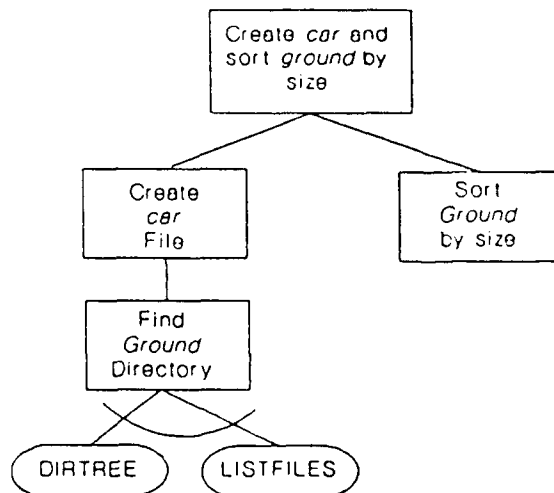 Create car and
sort ground by
size
Create
car
File
Sort
Ground
by size
Find
Ground
Directory
DIRTREE
LISTFILES